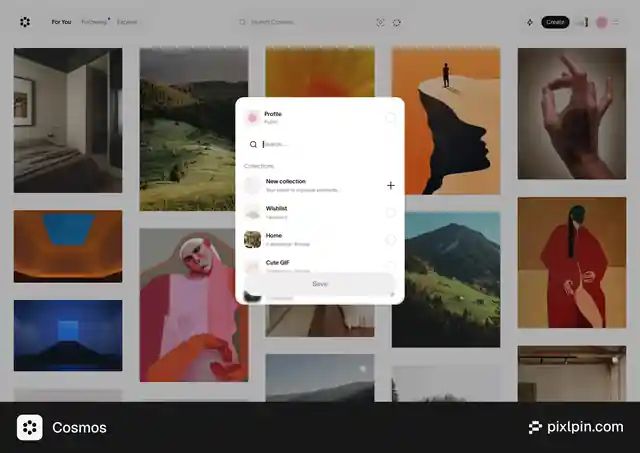 For You
Following
Explore
Search Cosmos
Create
Profile
Public
Search...
Collections
New collection
Wishlist
Home
Cute GIF
Save
Cosmos
pixlpin.com